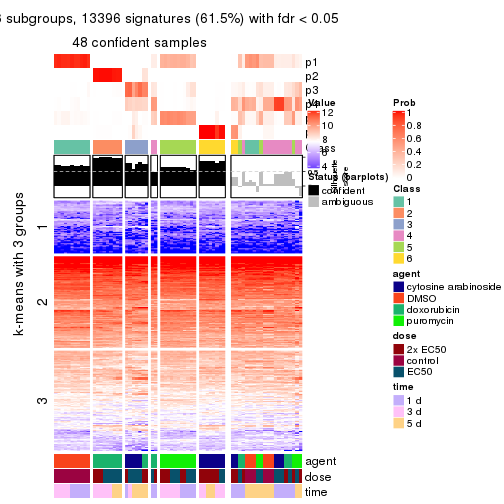 subgroups, 13396 signatures (61.5%) with fdr < 0.05
48 confident samples
p1
p2
p3
Value
12
10
8
6
4
Prob
1
0.8
0.6
0.4
0.2
0
Status (barplots)
confident
ambiguous
Class
1
2
3
4
5
6
agent
cytosine arabinoside
DMSO
doxorubicin
puromycin
dose
2x EC50
control
EC50
time
1 d
3 d
5 d
k-means with 3 groups
1
2
3
agent
dose
time